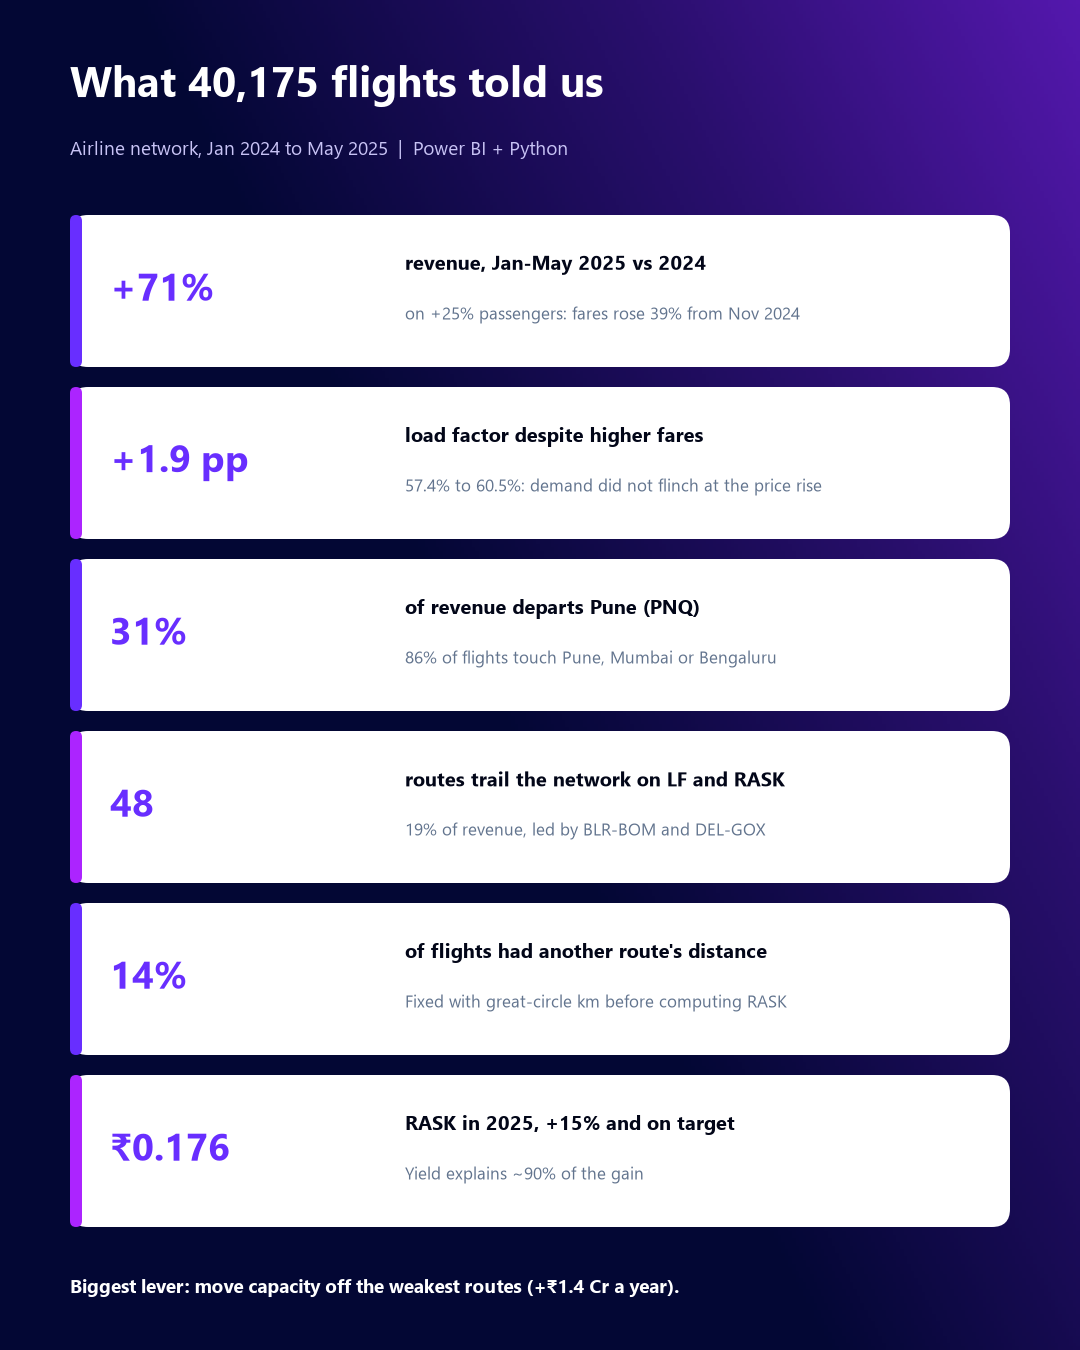 What 40,175 flights told us
Airline network, Jan 2024 to May 2025 | Power BI + Python
+71%
revenue, Jan-May 2025 vs 2024
on +25% passengers: fares rose 39% from Nov 2024
+1.9 pp
load factor despite higher fares
57.4% to 60.5%: demand did not flinch at the price rise
31%
of revenue departs Pune (PNQ)
86% of flights touch Pune, Mumbai or Bengaluru
48
routes trail the network on LF and RASK
19% of revenue, led by BLR-BOM and DEL-GOX
14%
of flights had another route's distance
Fixed with great-circle km before computing RASK
₹0.176
RASK in 2025, +15% and on target
Yield explains ~90% of the gain
Biggest lever: move capacity off the weakest routes (+₹1.4 Cr a year).